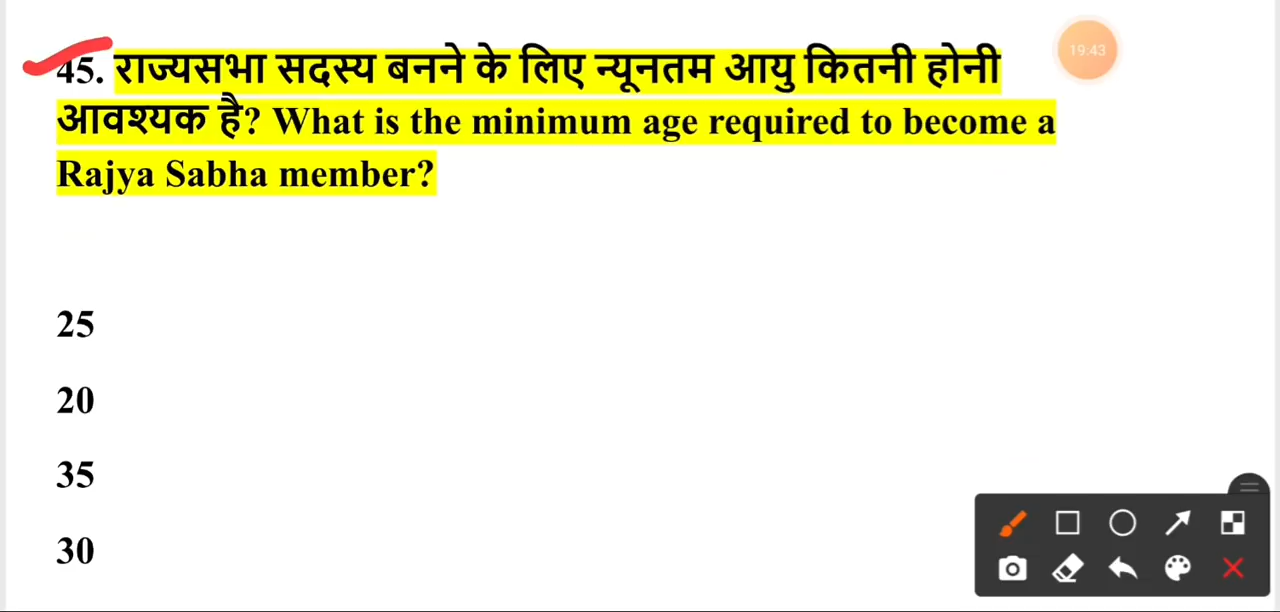 19:43
45. राज्यसभा सदस्य बनने के लिए न्यूनतम आयु कितनी होनी
आवश्यक है? What is the minimum age required to become a
Rajya Sabha member?
25
20
35
30